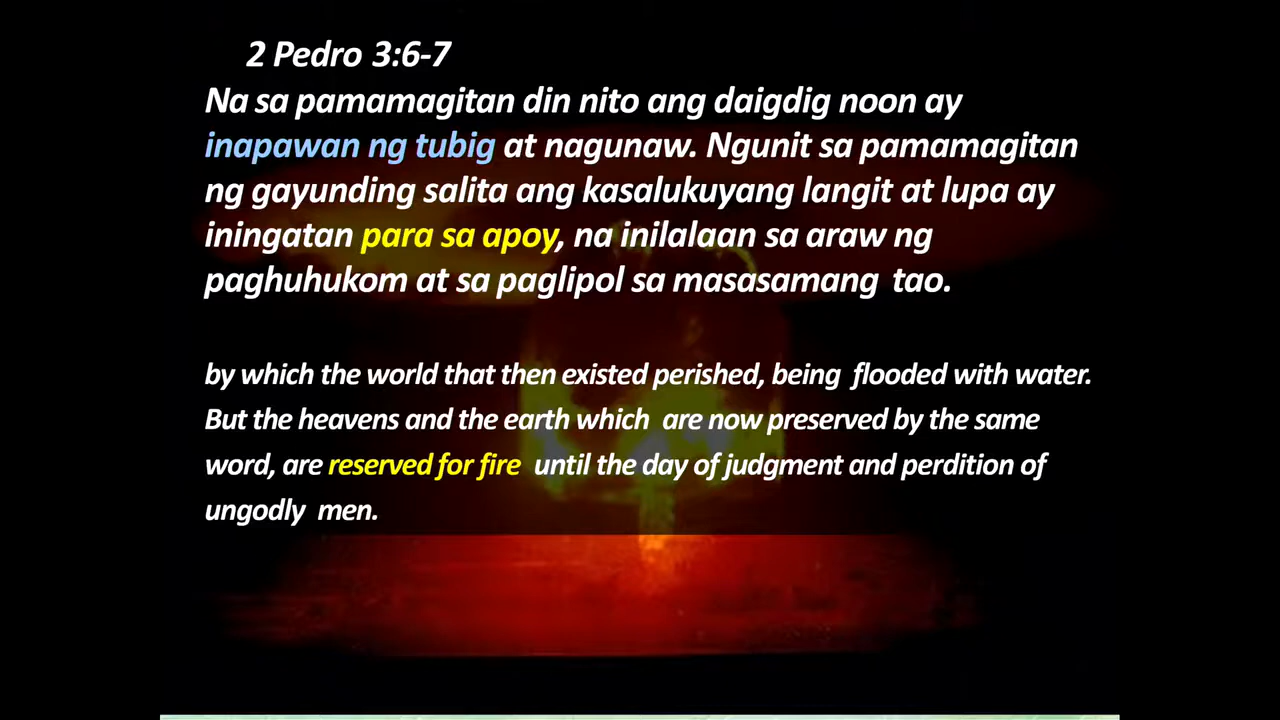 2 Pedro 3:6-7
Na sa pamamagitan din nito ang daigdig noon ay
inapawan ng tubig at nagunaw. Ngunit sa pamamagitan
ng gayunding salita ang kasalukuyang langit at lupa ay
iningatan para sa apoy, na inilalaan sa araw ng
paghuhukom at sa paglipol sa masasamang tao.
by which the world that then existed perished, being flooded with water.
But the heavens and the earth which are now preserved by the same
word, are reserved for fire until the day of judgment and perdition of
ungodly men.